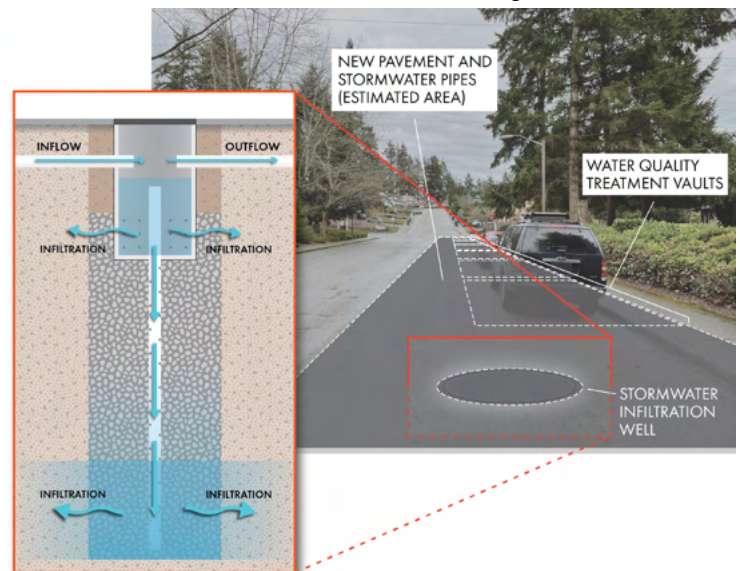 NEW PAVEMENT AND
STORMWATER PIPES
(ESTIMATED AREA)
INFLOW
OUTFLOW
WATER QUALITY
TREATMENT VAULTS
INFILTRATION
INFILTRATION
STORMWATER
INFILTRATION
WELL
INFILTRATION
INFILTRATION